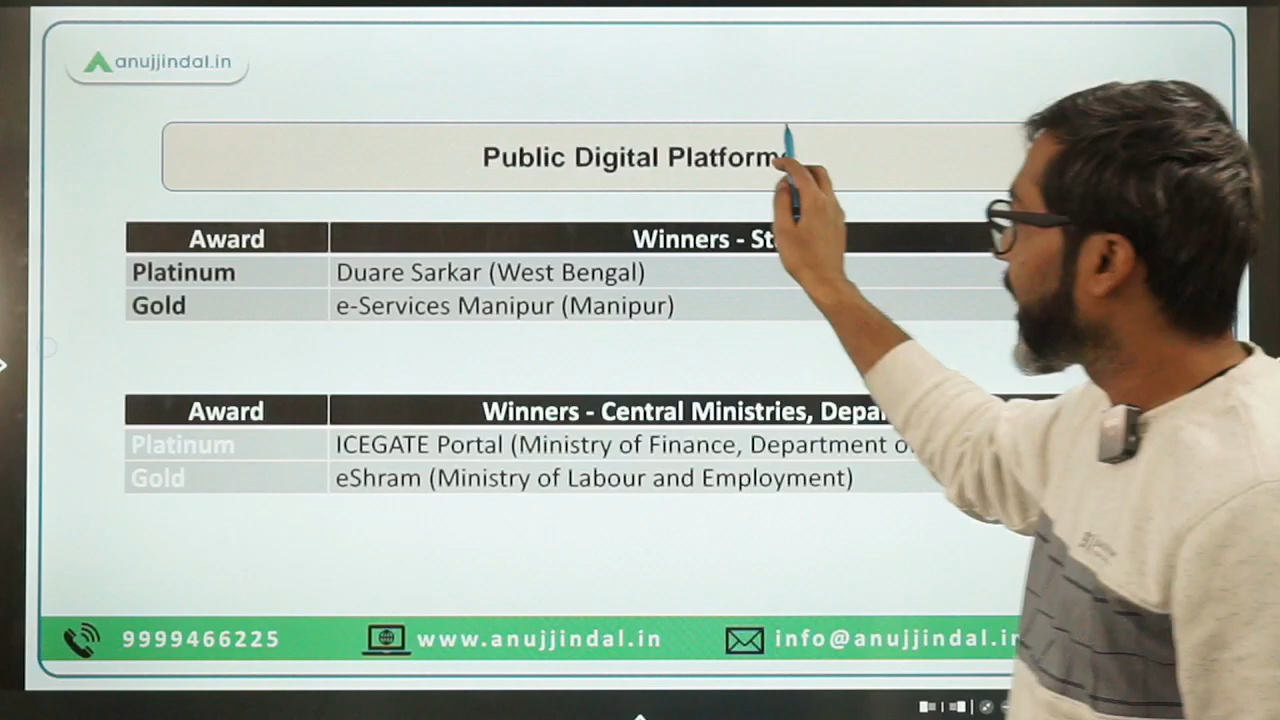 anujjindal.in
Public Digital Platform
Award Winners -
Platinum Duare Sarkar (West Bengal)
Gold e-Services Manipur (Manipur)
Award Winners - Central Ministries,
Platinum ICEGATE Portal (Ministry of Finance, Department
Gold eShram (Ministry of Labour and Employment)
9999466225 www.anujjindal.in info@anujjindal.in